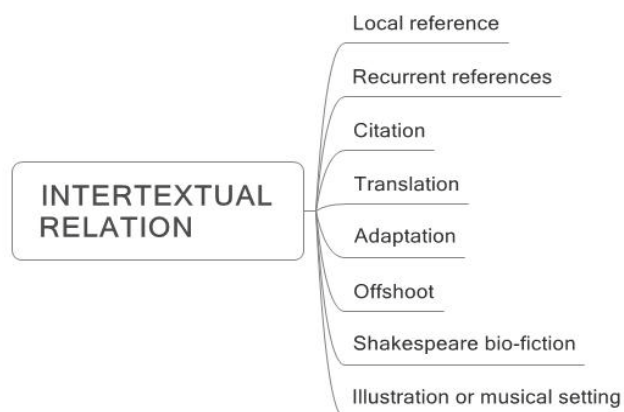 INTERTEXTUAL
RELATION
Local reference
Recurrent references
Citation
Translation
Adaptation
Offshoot
Shakespeare bio-fiction
Illustration or musical setting